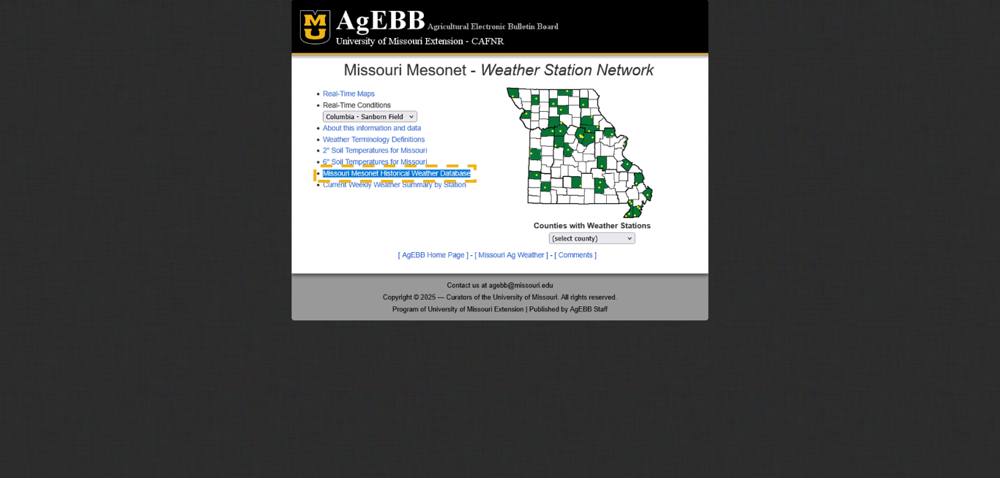 AgEBB Agricultural Electronic Bulletin Board
University of Missouri Extension - CAFNR
Missouri Mesonet - Weather Station Network
Real-Time Maps
Real-Time Conditions
Columbia - Sanborn Field
About this information and data
Weather Terminology Definitions
2" Soil Temperatures for Missouri
6" Soil Temperatures for Missouri
Missouri Mesonet Historical Weather Database
Current Weekly Weather Summary by Station
Counties with Weather Stations
(select county)
[ AgEBB Home Page ] - [ Missouri Ag Weather ] - [ Comments ]
Contact us at agebb@missouri.edu
Copyright © 2025 — Curators of the University of Missouri. All rights reserved.
Program of University of Missouri Extension | Published by AgEBB Staff